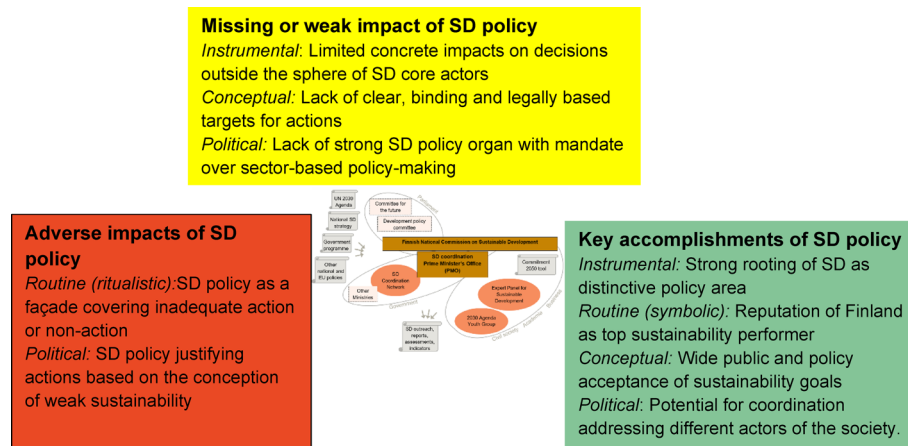 Missing or weak impact of SD policy
Instrumental: Limited concrete impacts on decisions
outside the sphere of SD core actors
Conceptual: Lack of clear, binding and legally based
targets for actions
Political: Lack of strong SD policy organ with mandate
over sector-based policy-making
Adverse impacts of SD
policy
Routine (ritualistic):SD policy as a
façade covering inadequate action
or non-action
Political: SD policy justifying
actions based on the conception
of weak sustainability
UN 2030
Agenda
National SD
strategy
Government
programme
Other
national and
EU policies
Committee for
the future
Development policy
committee
Parliament
Finnish National Commission on Sustainable Development
SD coordination
Prime Minister's Office
(PMO)
SD
Coordination
Network
Other
Ministries
Government
Commitment
2030 tool
Expert Panel for
Sustainable
Development
2030 Agenda
Youth Group
Civil society Academia Business
SD outreach,
reports,
assessments,
indicators
Key accomplishments of SD policy
Instrumental: Strong rooting of SD as
distinctive policy area
Routine (symbolic): Reputation of Finland
as top sustainability performer
Conceptual: Wide public and policy
acceptance of sustainability goals
Political: Potential for coordination
addressing different actors of the society.